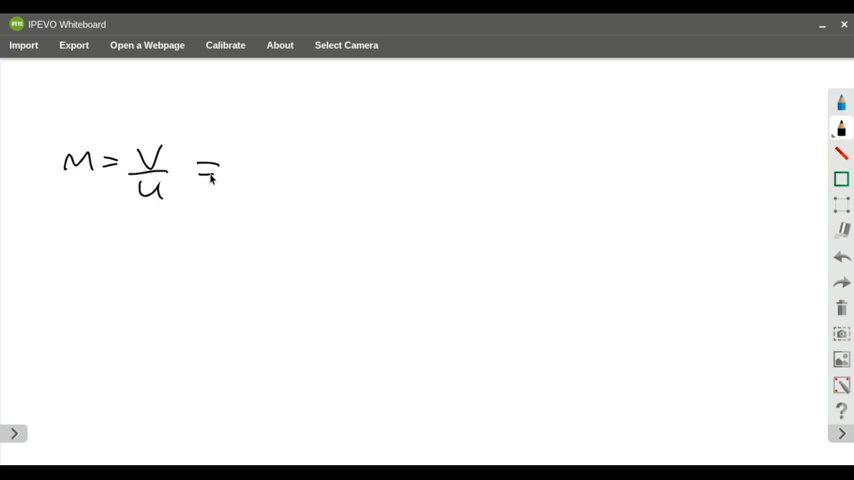 IPEVO Whiteboard
Import Export Open a Webpage Calibrate About Select Camera
M = V/u =